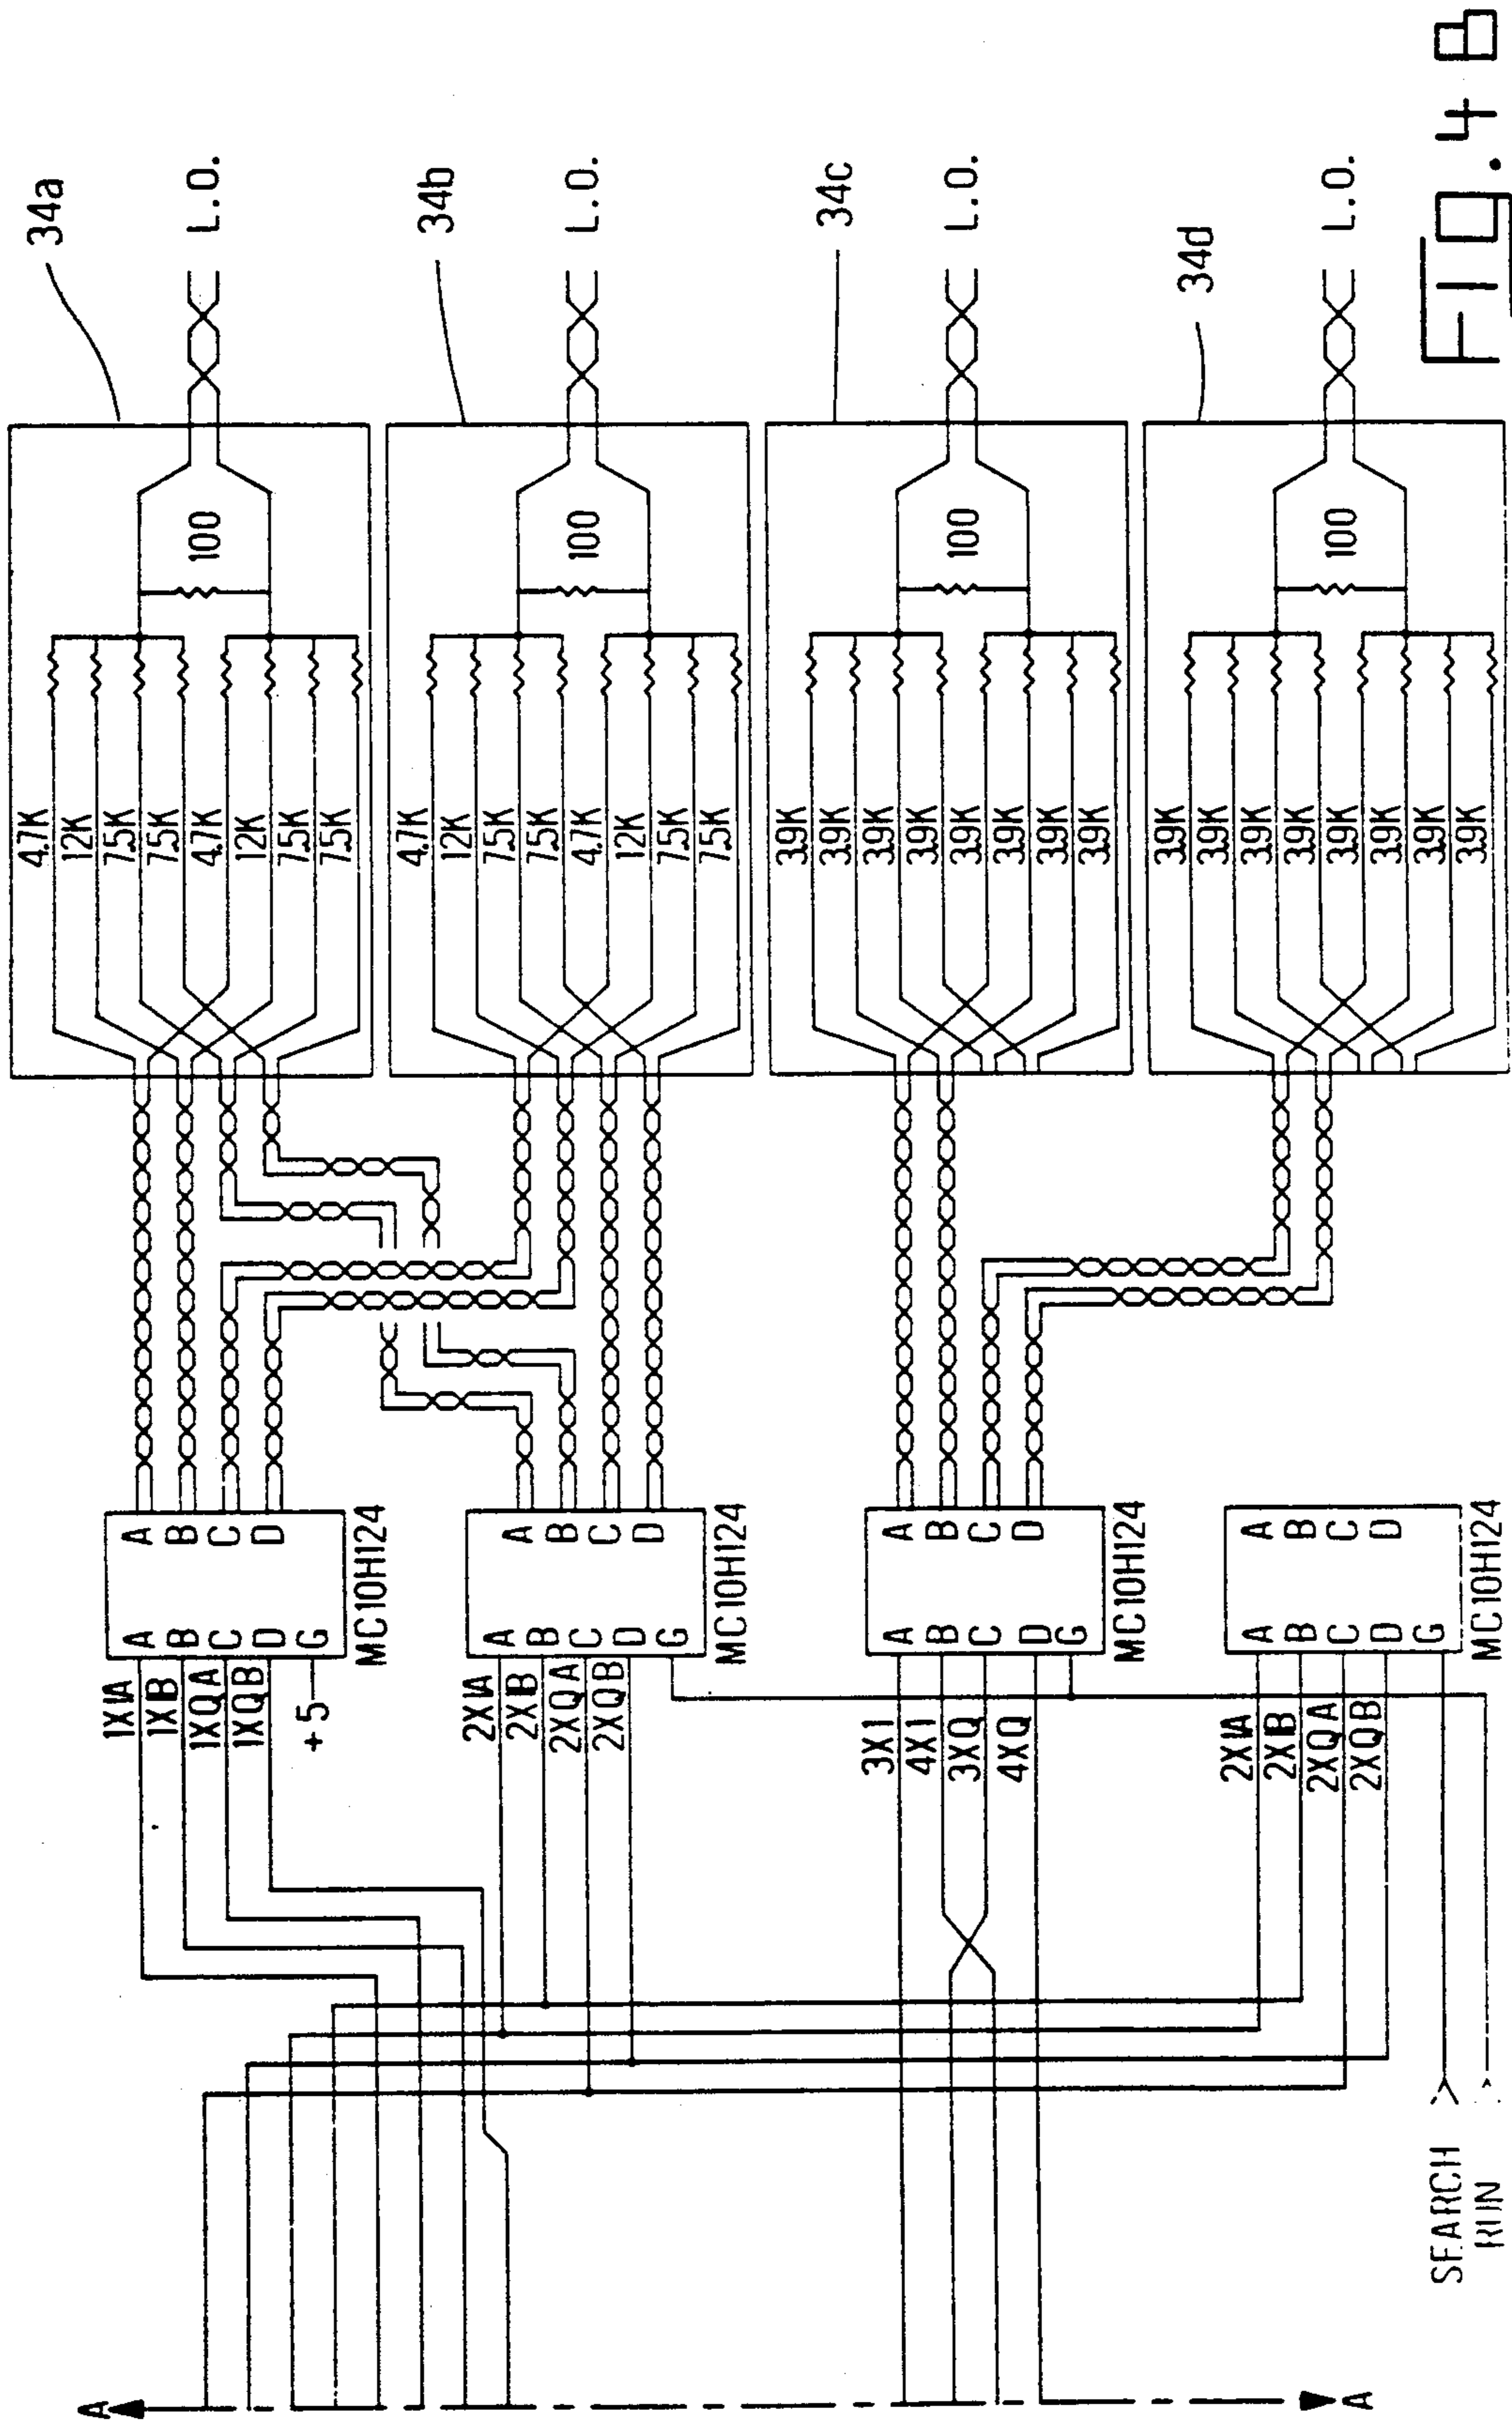 34a
L.O.
34b
L.O.
34c
L.O.
34d
L.O.
FIG. 4B
100
4.7K
12K
7.5K
7.5K
4.7K
12K
7.5K
7.5K
100
4.7K
12K
7.5K
7.5K
4.7K
12K
7.5K
7.5K
100
3.9K
3.9K
3.9K
3.9K
3.9K
3.9K
3.9K
3.9K
100
3.9K
3.9K
3.9K
3.9K
3.9K
3.9K
3.9K
3.9K
A A
B B
C C
D D
G
MC10H124
1X1A
1X1B
1XQA
1XQB
+5
A A
B B
C C
D D
G
MC10H124
2X1A
2X1B
2XQA
2XQB
A A
B B
C C
D D
G
MC10H124
3X1
4X1
3XQ
4XQ
A A
B B
C C
D D
G
MC10H124
2X1A
2X1B
2XQA
2XQB
SEARCH
RUN
A
A